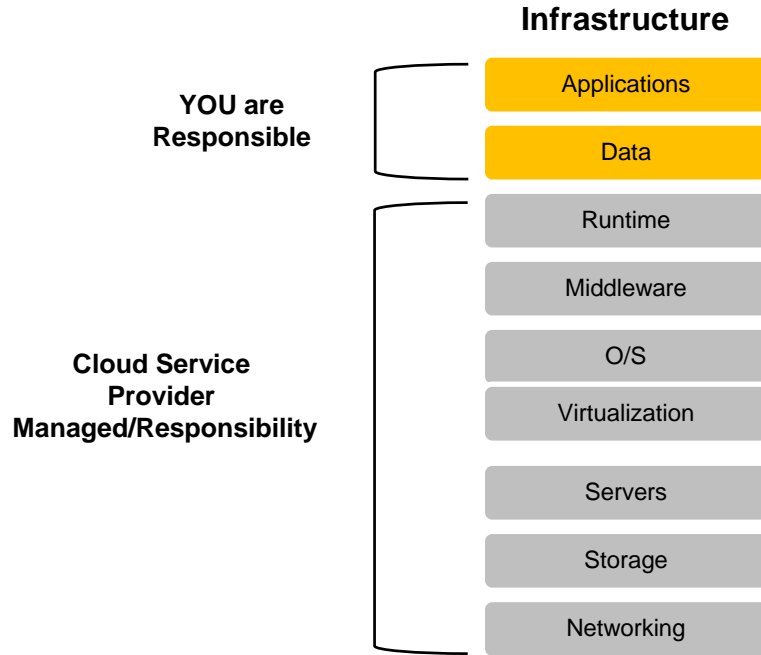 Infrastructure
YOU are
Responsible
Applications
Data
Cloud Service
Provider
Managed/Responsibility
Runtime
Middleware
O/S
Virtualization
Servers
Storage
Networking